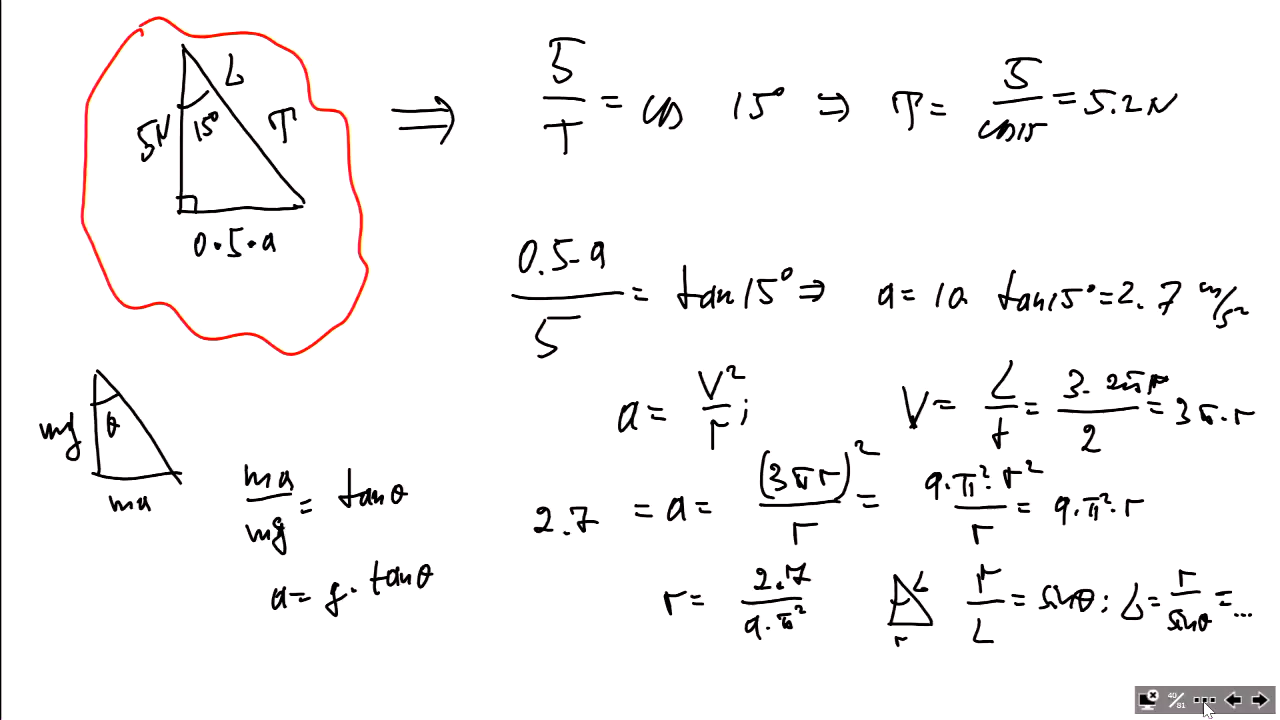 L
5N 15° T
0.5.a
⇒ 5/T = cos 15° ⇒ T = 5/cos15 = 5.2N
0.5.a/5 = tan15° ⇒ a = 10. tan15° = 2.7 m/s²
a = V²/r; V = L/t = 3.2πr/2 = 3π.r
2.7 = a = (3πr)²/r = 9.π².r²/r = 9.π².r
r = 2.7/9.π²
L
r
r/L = sinθ; L = r/sinθ = ...
mg θ
ma
ma/mg = tanθ
a = g. tanθ
40/81